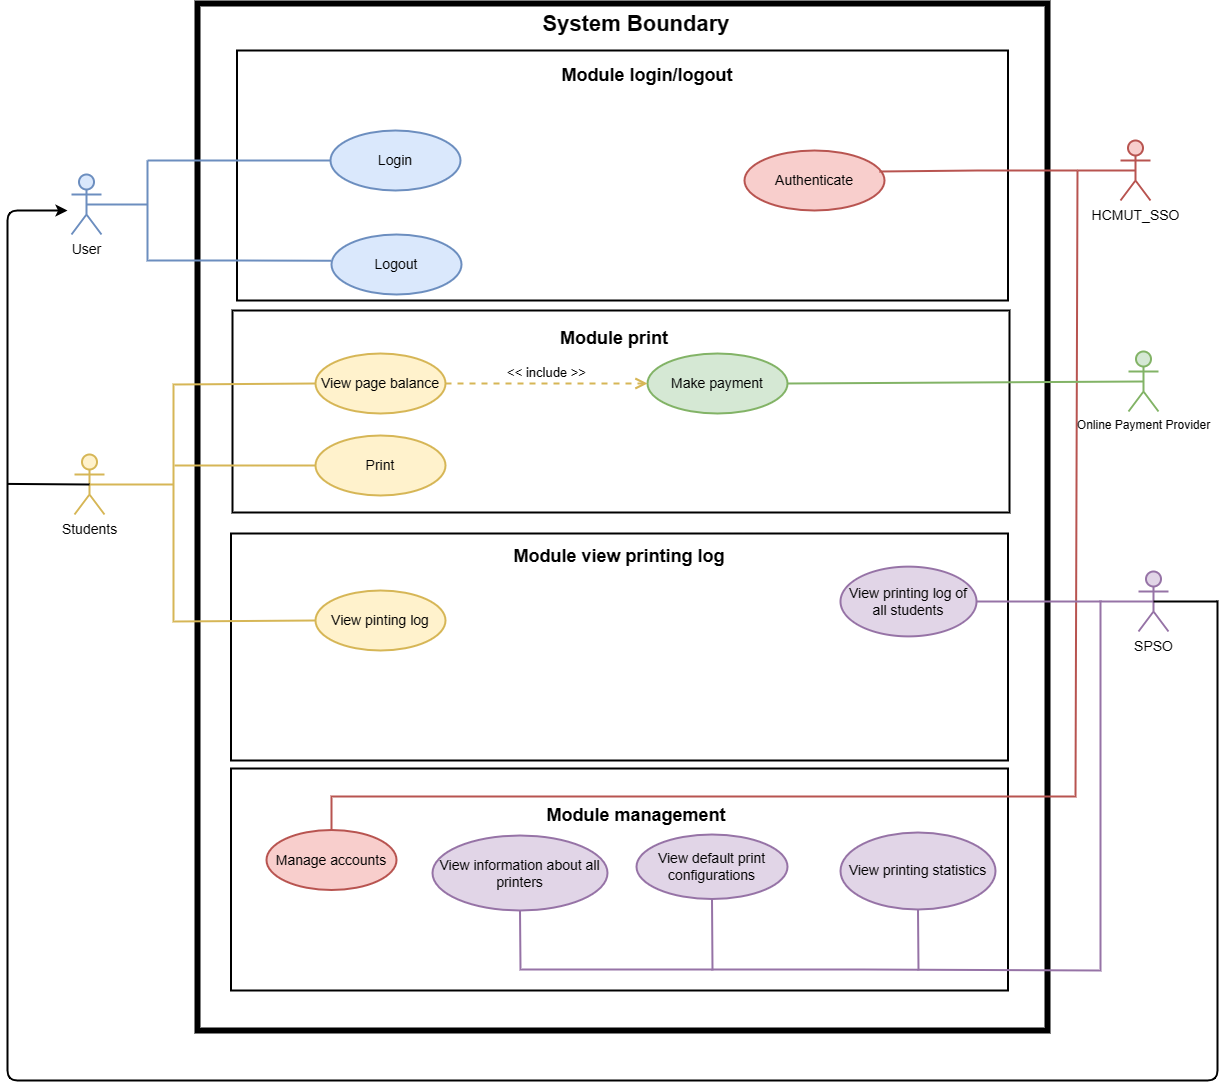 System Boundary
Module login/logout
Login
Authenticate
HCMUT_SSO
User
Logout
Module print
View page balance
<< include >>
Make payment
Online Payment Provider
Print
Students
Module view printing log
View printing log of
all students
View pinting log
SPSO
Module management
Manage accounts
View information about all
printers
View default print
configurations
View printing statistics